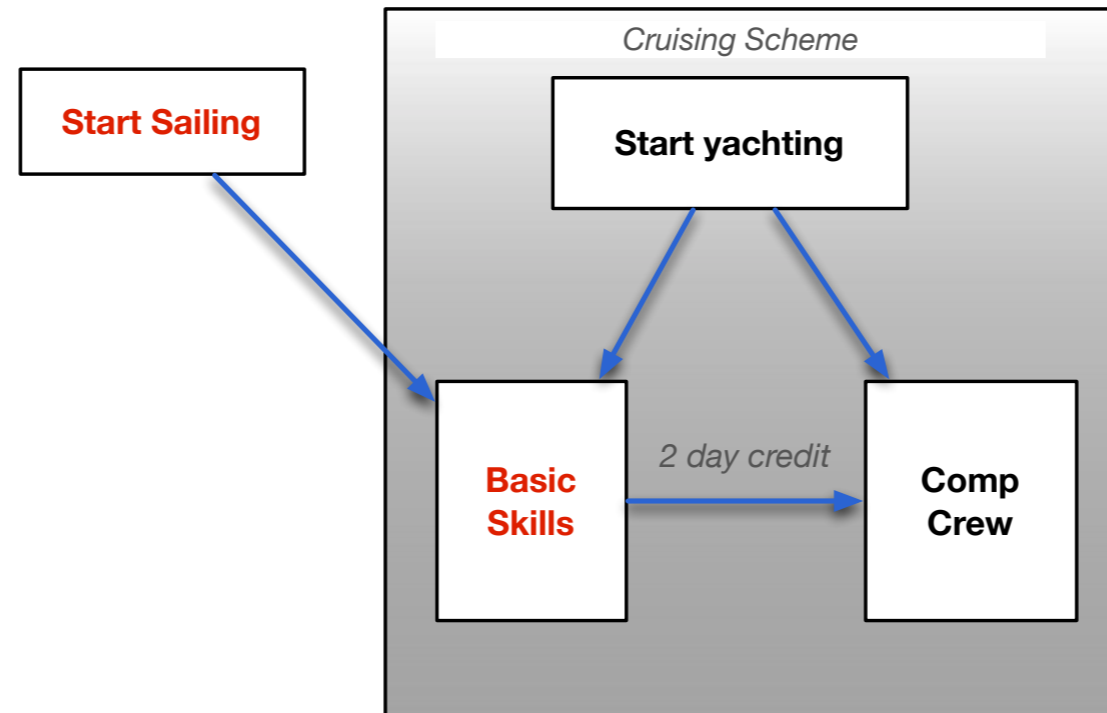 Cruising Scheme
Start Sailing
Start yachting
2 day credit
Basic
Skills
Comp
Crew